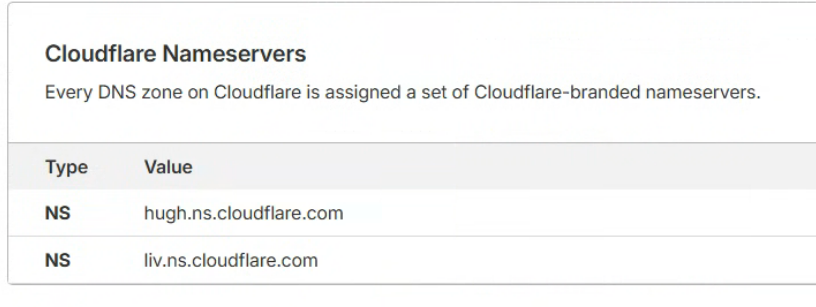 Cloudflare Nameservers
Every DNS zone on Cloudflare is assigned a set of Cloudflare-branded nameservers.
Type Value
NS hugh.ns.cloudflare.com
NS liv.ns.cloudflare.com